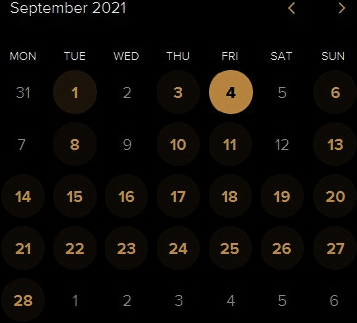 September 2021 < >
MON TUE WED THU FRI SAT SUN
31 1 2 3 4 5 6
7 8 9 10 11 12 13
14 15 16 17 18 19 20
21 22 23 24 25 26 27
28 1 2 3 4 5 6